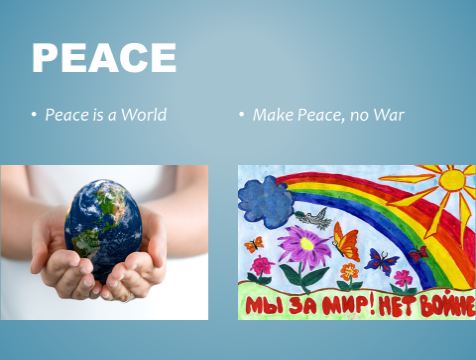 PEACE
• Peace is a World
• Make Peace, no War
МЫ ЗА МИР! НЕТ ВОЙНЕ